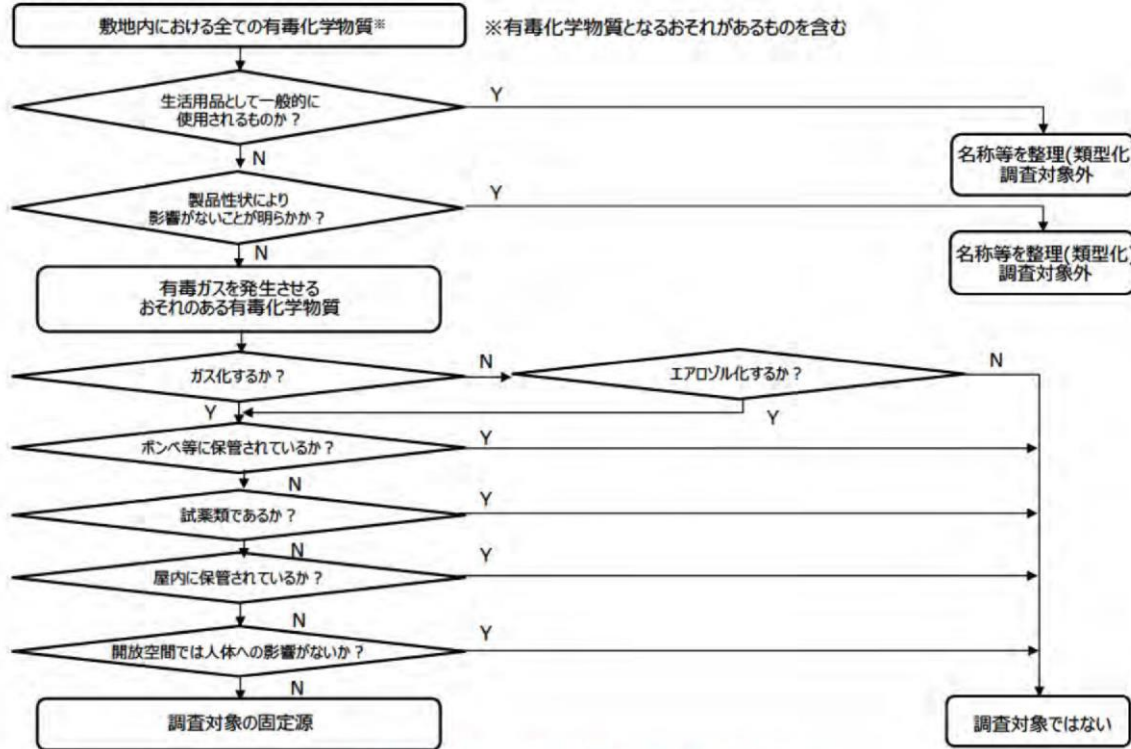 敷地内における全ての有毒化学物質※
※有毒化学物質となるおそれがあるものを含む
生活用品として一般的に
使用されるものか?
Y
N
名称等を整理(類型化
調査対象外
製品性状により
影響がないことが明らかか?
Y
N
名称等を整理(類型化)
調査対象外
有毒ガスを発生させる
おそれのある有毒化学物質
ガス化するか?
N
エアロゾル化するか?
N
Y
Y
ボンベ等に保管されているか?
Y
N
試薬類であるか?
Y
N
屋内に保管されているか?
Y
N
開放空間では人体への影響がないか?
Y
N
調査対象の固定源
調査対象ではない